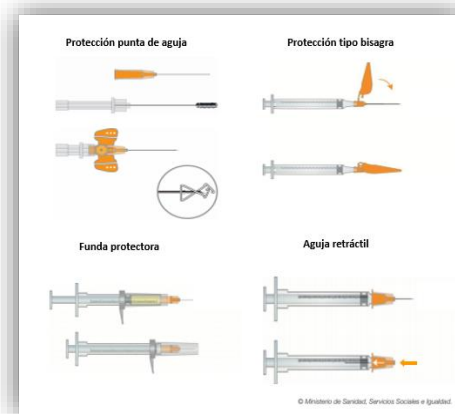 Protección punta de aguja
Protección tipo bisagra
Funda protectora
Aguja retráctil
© Ministerio de Sanidad, Servicios Sociales e Igualdad.